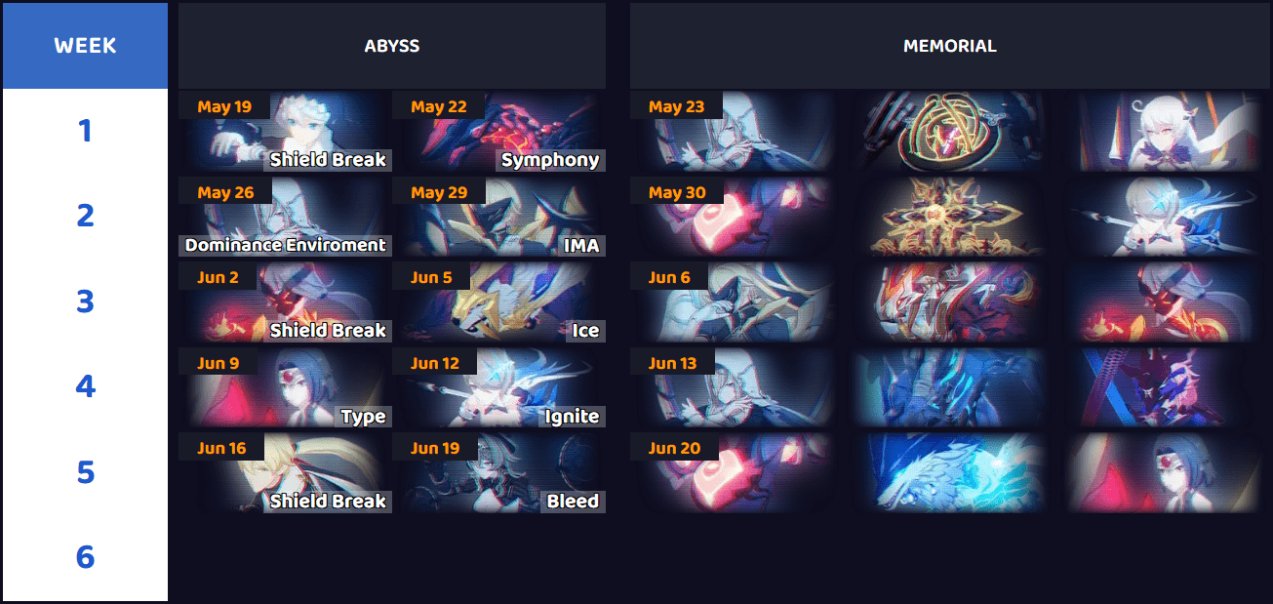 WEEK
ABYSS
MEMORIAL
1
May 19
Shield Break
May 22
Symphony
May 23
2
May 26
Dominance Enviroment
May 29
IMA
May 30
3
Jun 2
Shield Break
Jun 5
Ice
Jun 6
4
Jun 9
Type
Jun 12
Ignite
Jun 13
5
Jun 16
Shield Break
Jun 19
Bleed
Jun 20
6